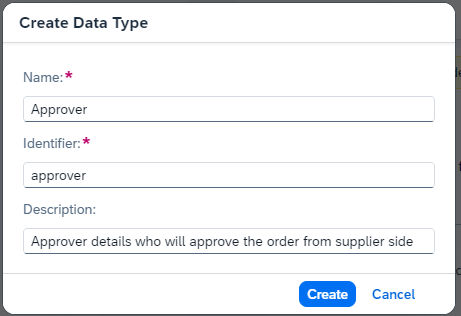 Create Data Type
Name:*
Approver
Identifier:*
approver
Description:
Approver details who will approve the order from supplier side
Create Cancel